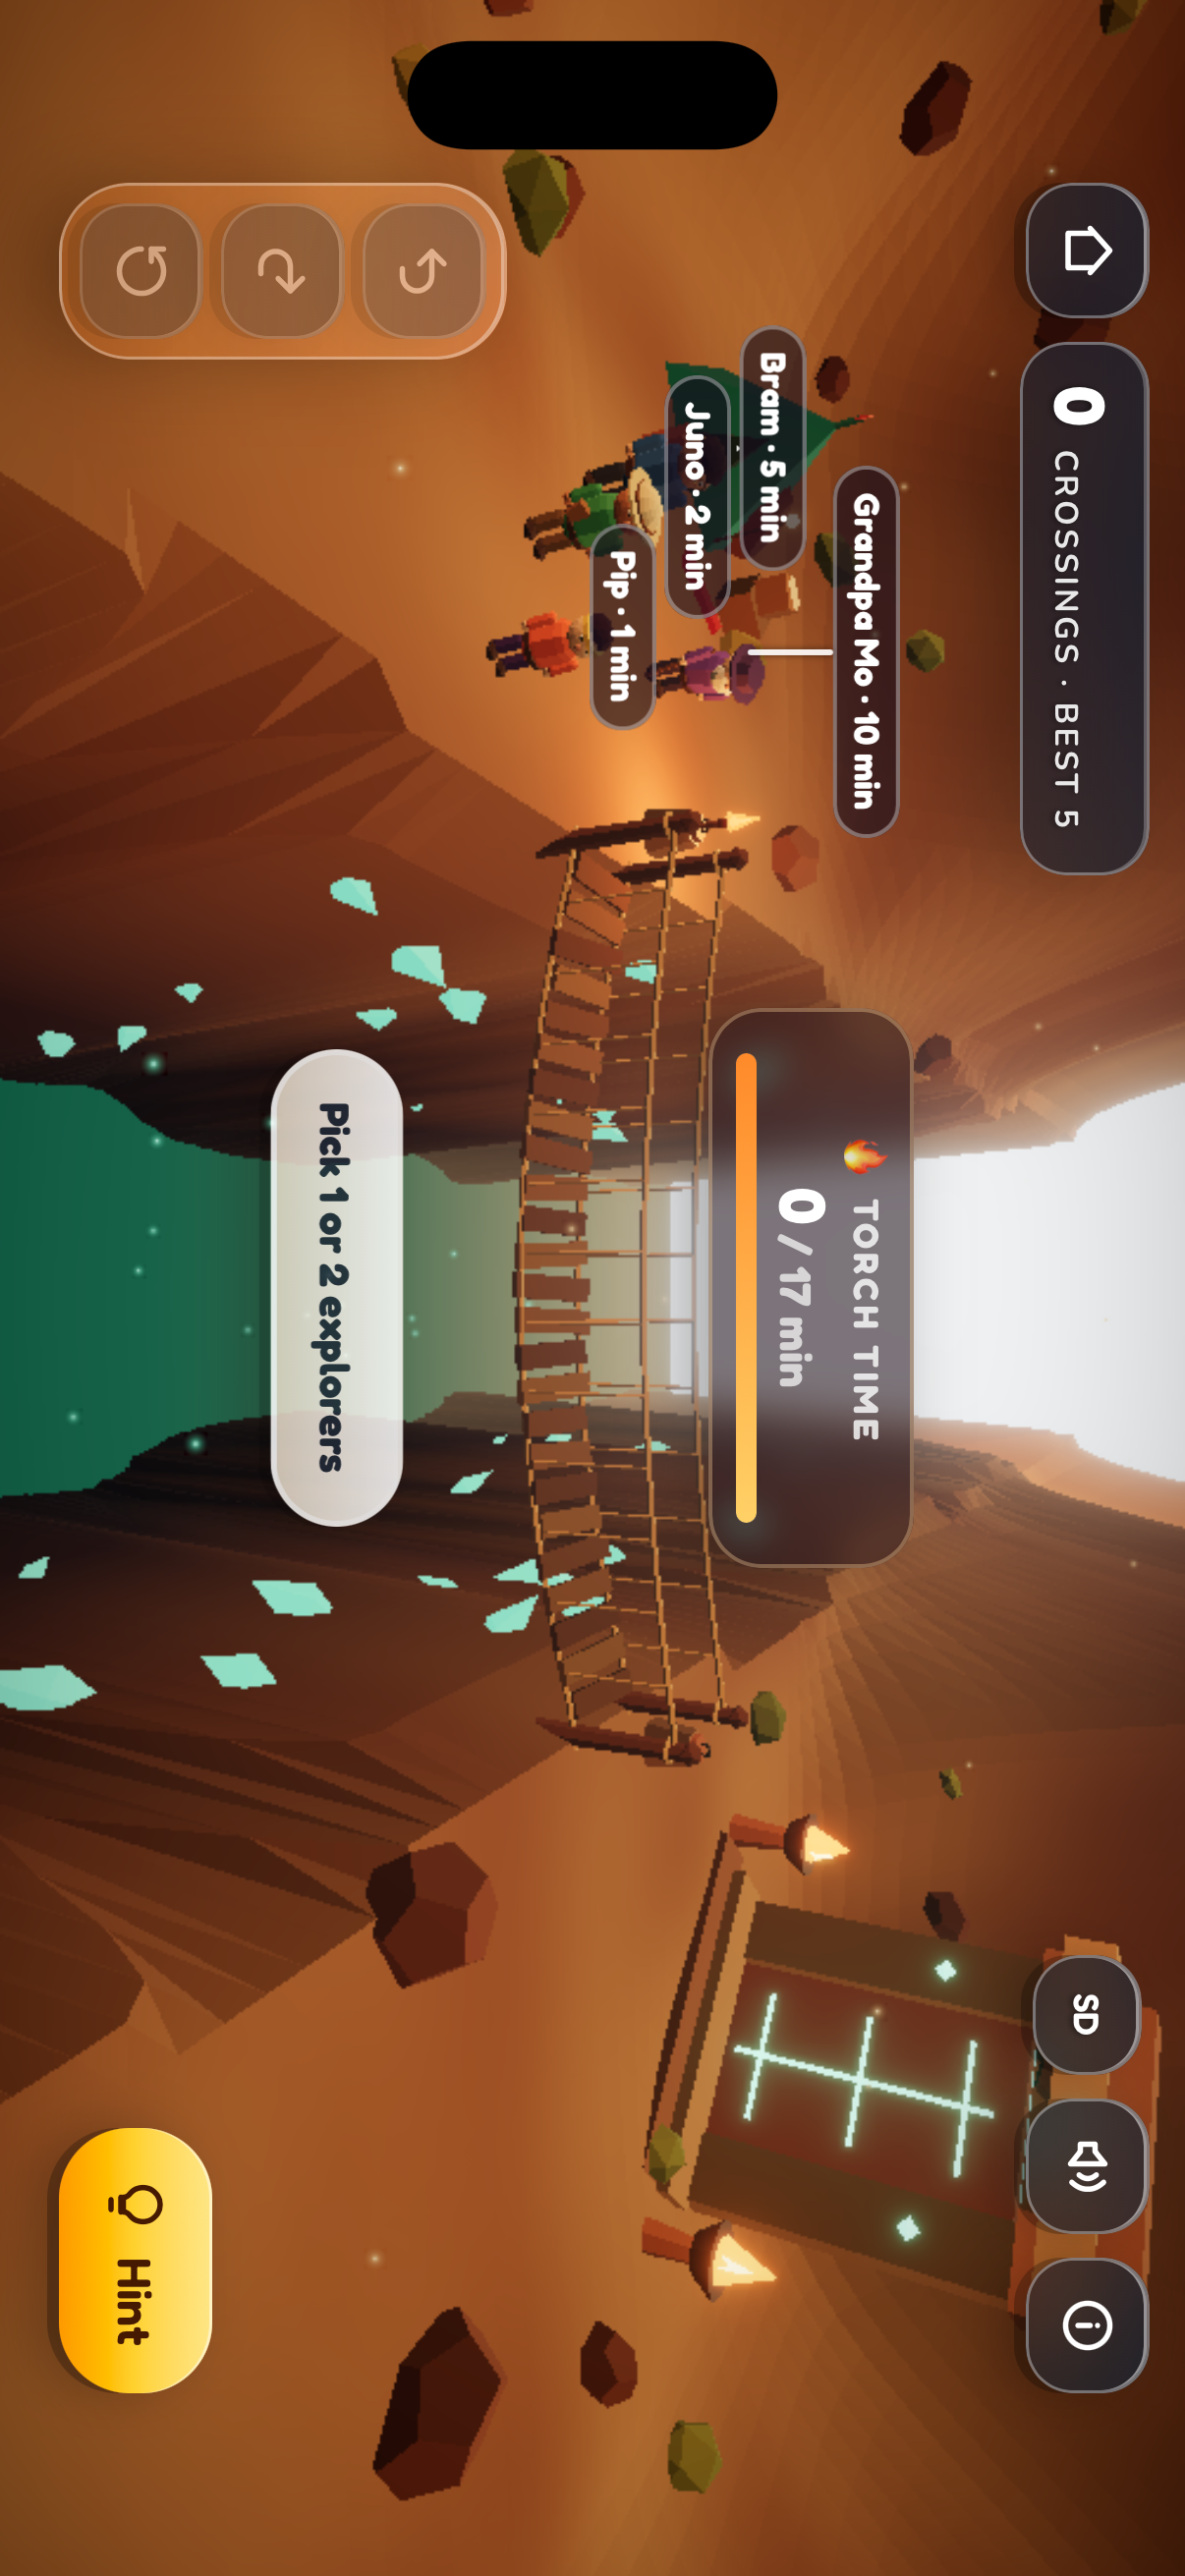 0 CROSSINGS · BEST 5
SD
Grandpa Mo · 10 min
Bram · 5 min
Juno · 2 min
Pip · 1 min
🔥 TORCH TIME
0 / 17 min
Pick 1 or 2 explorers
Hint